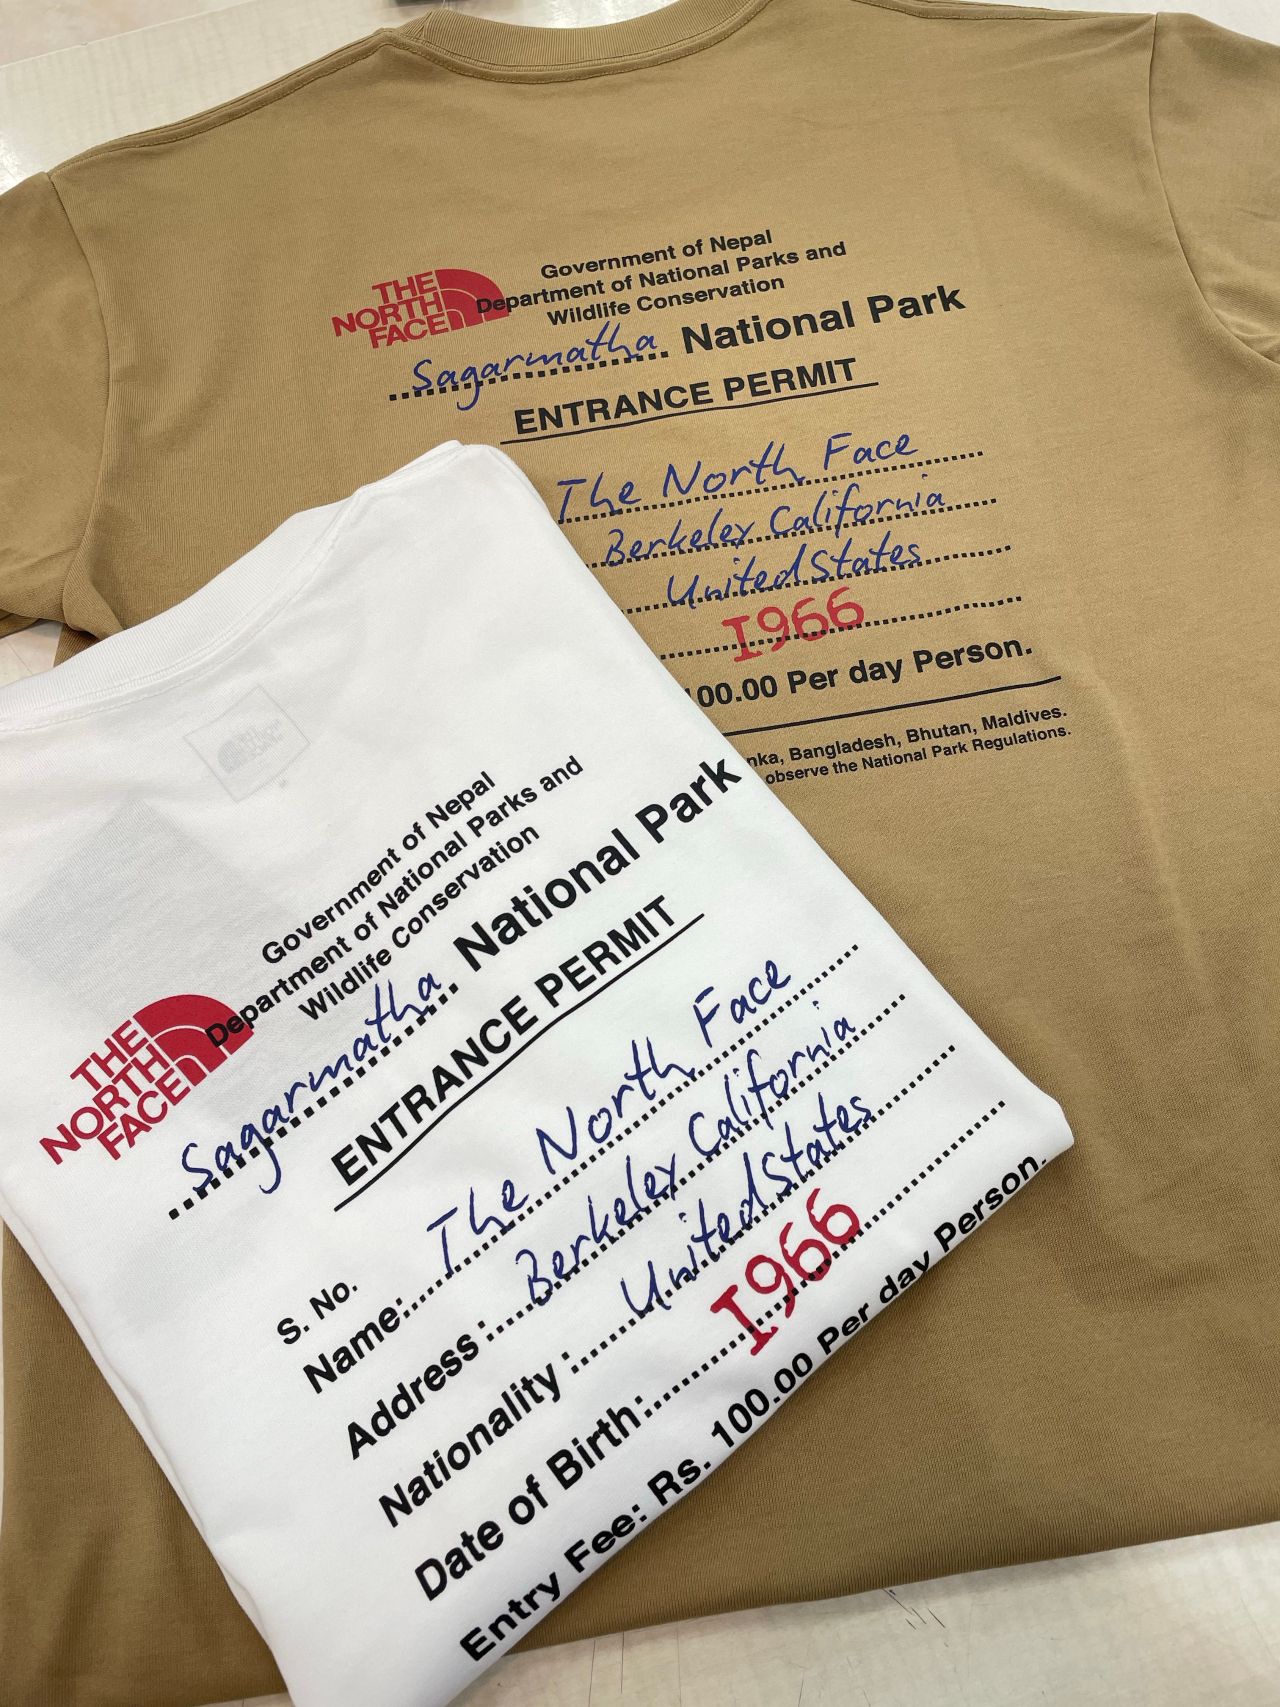 THE
NORTH
FACE
Government of Nepal
Department of National Parks and
Wildlife Conservation
Sagarmatha National Park
ENTRANCE PERMIT
The North Face
Berkeley California
United States
1966
100.00 Per day Person.
nka, Bangladesh, Bhutan, Maldives.
observe the National Park Regulations.
THE
NORTH
FACE
Government of Nepal
Department of National Parks and
Wildlife Conservation
Sagarmatha National Park
ENTRANCE PERMIT
S. No.
Name: The North Face
Address : Berkeley California
Nationality : United States
Date of Birth: 1966
Entry Fee: Rs. 100.00 Per day Person.